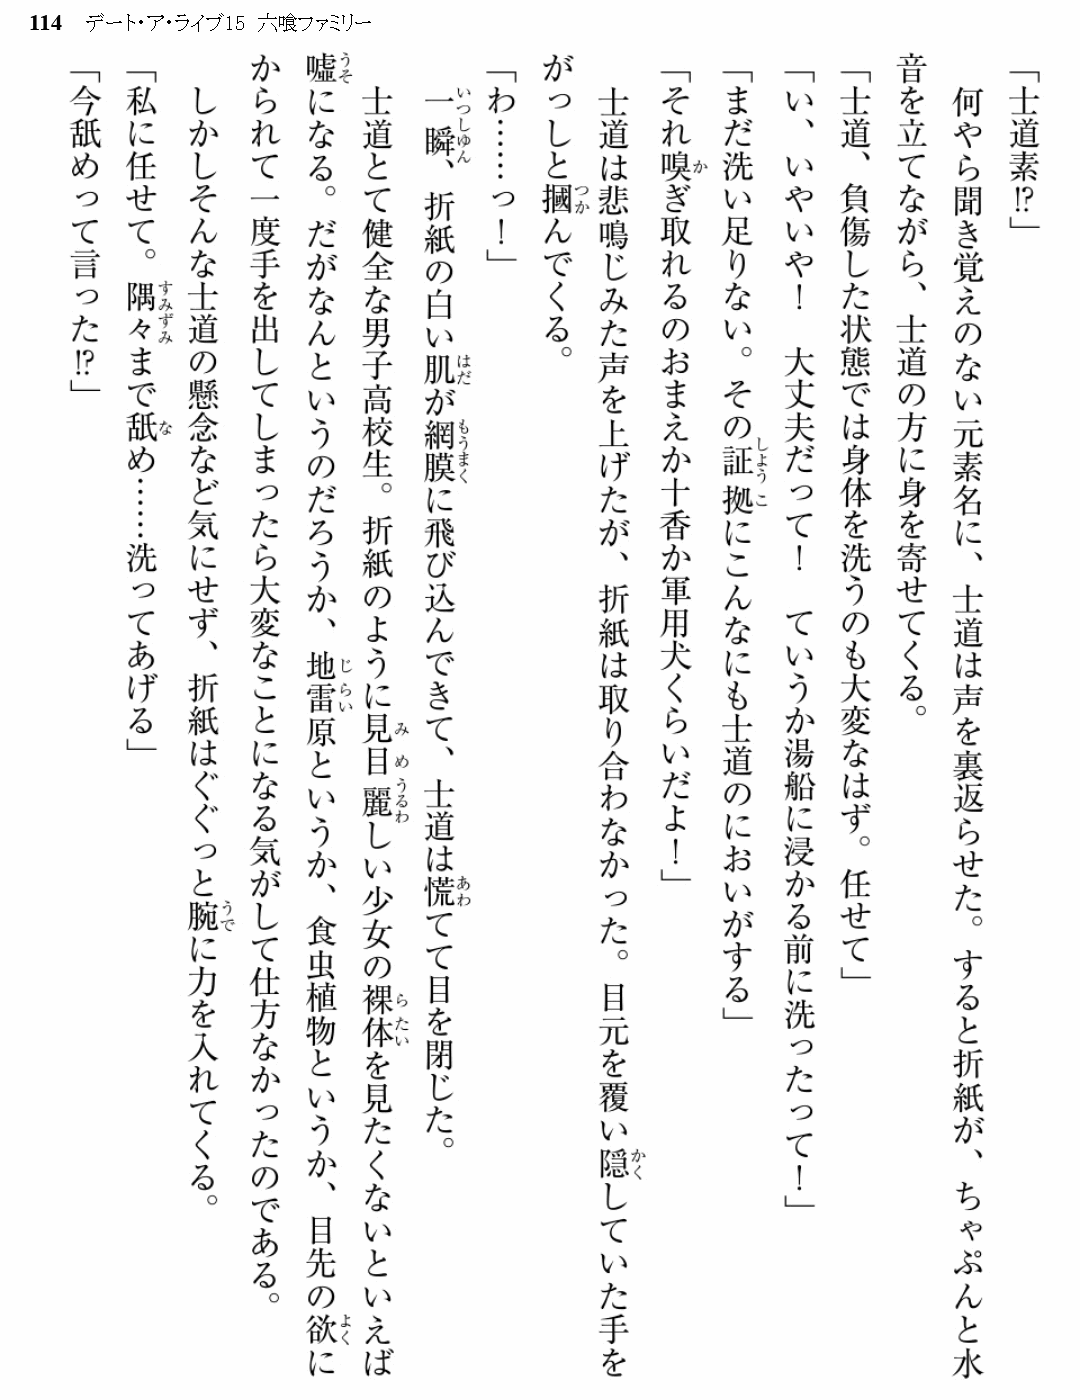 114 デート・ア・ライブ15 六喰ファミリー
「士道素!?」
　何やら聞き覚えのない元素名に、士道は声を裏返らせた。すると折紙が、ちゃぷんと水
音を立てながら、士道の方に身を寄せてくる。
「士道、負傷した状態では身体を洗うのも大変なはず。任せて」
「い、いやいや！　大丈夫だって！　ていうか湯船に浸かる前に洗ったって！」
「まだ洗い足りない。その証拠にこんなにも士道のにおいがする」
「それ嗅ぎ取れるのおまえか十香か軍用犬くらいだよ！」
　士道は悲鳴じみた声を上げたが、折紙は取り合わなかった。目元を覆い隠していた手を
がっしと摑んでくる。
「わ……っ！」
　一瞬、折紙の白い肌が網膜に飛び込んできて、士道は慌てて目を閉じた。
　士道とて健全な男子高校生。折紙のように見目麗しい少女の裸体を見たくないといえば
嘘になる。だがなんというのだろうか、地雷原というか、食虫植物というか、目先の欲に
かられて一度手を出してしまったら大変なことになる気がして仕方なかったのである。
　しかしそんな士道の懸念など気にせず、折紙はぐぐっと腕に力を入れてくる。
「私に任せて。隅々まで舐め……洗ってあげる」
「今舐めって言った!?」